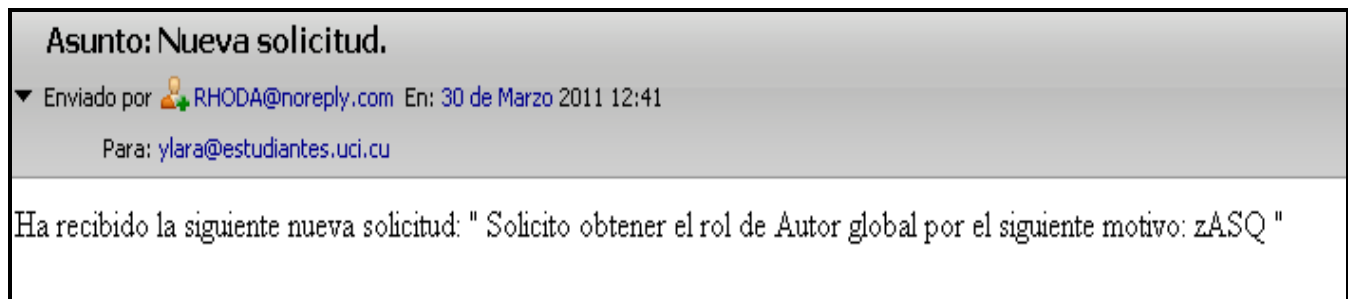 Asunto: Nueva solicitud.
Enviado por RHODA@noreply.com En: 30 de Marzo 2011 12:41
Para: ylara@estudiantes.uci.cu
Ha recibido la siguiente nueva solicitud: " Solicito obtener el rol de Autor global por el siguiente motivo: zASQ "